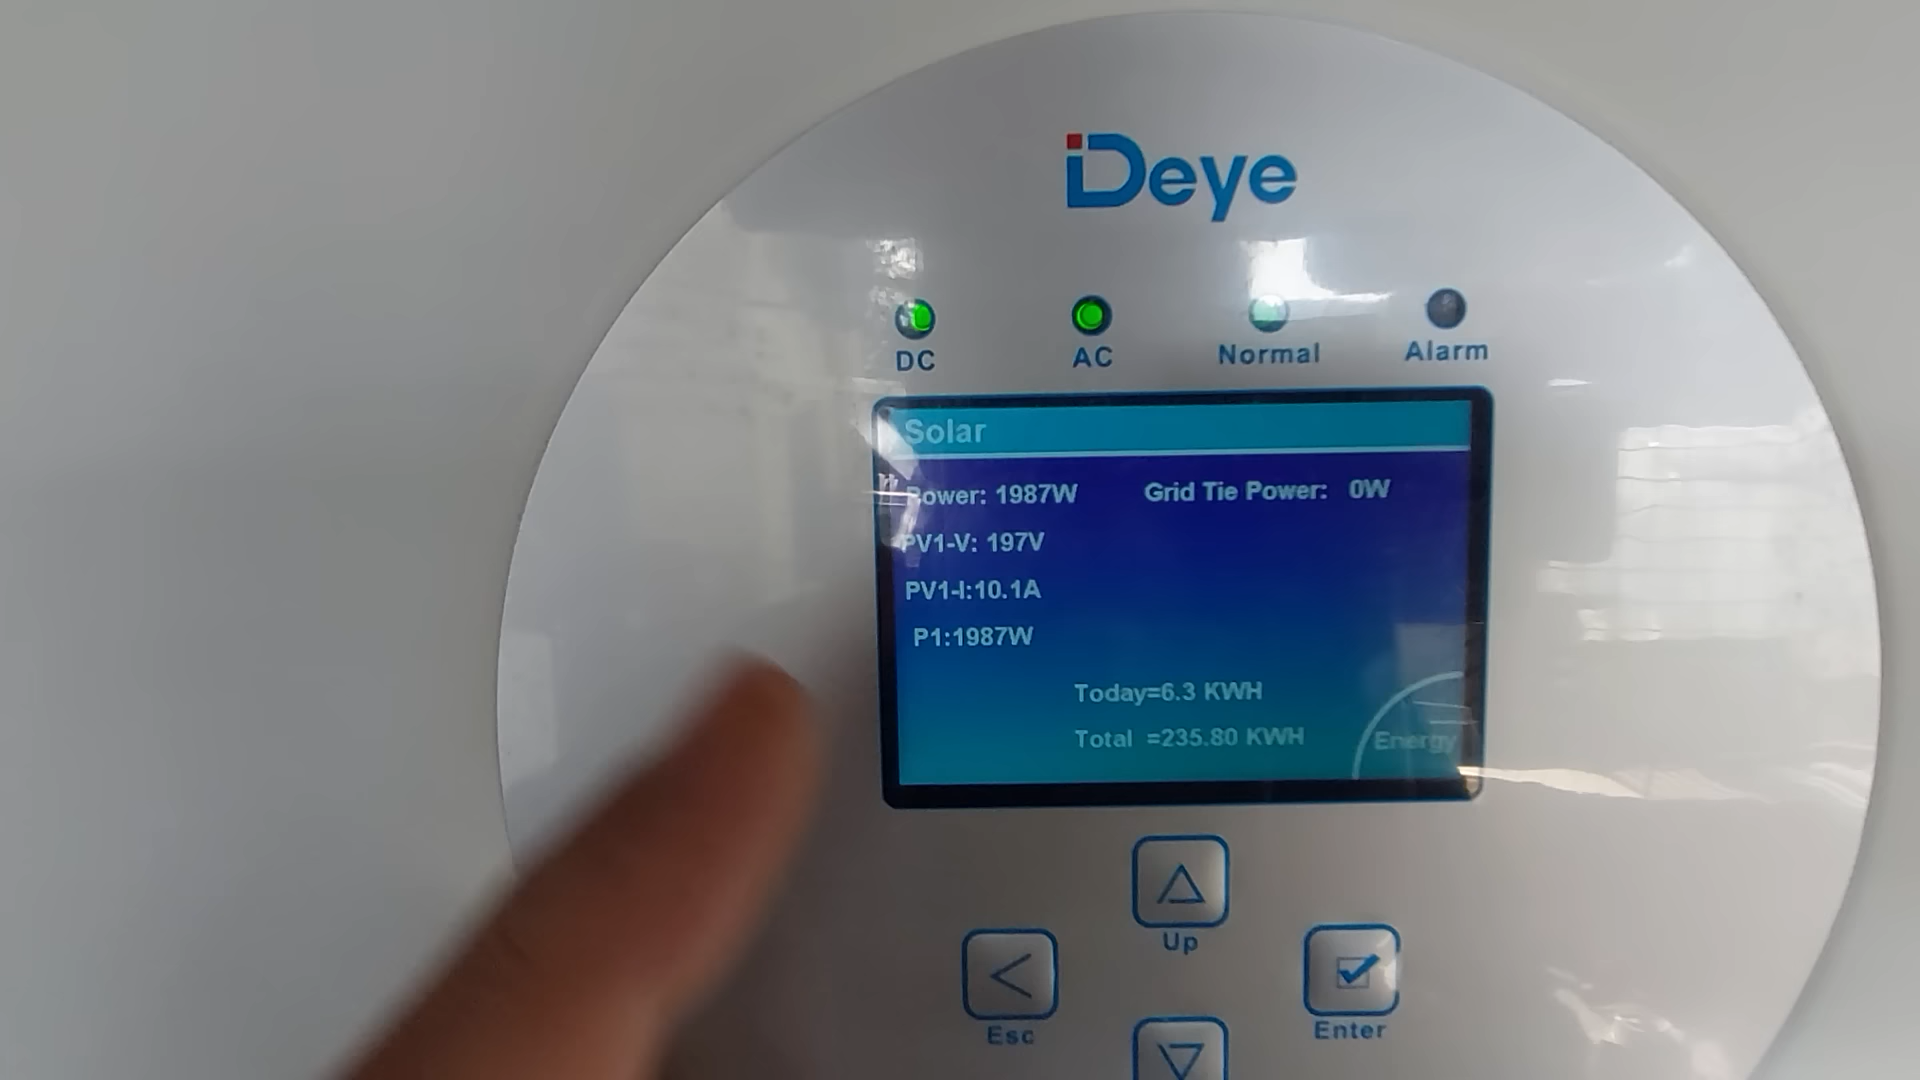 Deye
DC AC Normal Alarm
Solar
Power: 1987W Grid Tie Power: 0W
PV1-V: 197V
PV1-I:10.1A
P1:1987W
Today=6.3 KWH
Total =235.80 KWH
Energy
Up
Esc
Enter